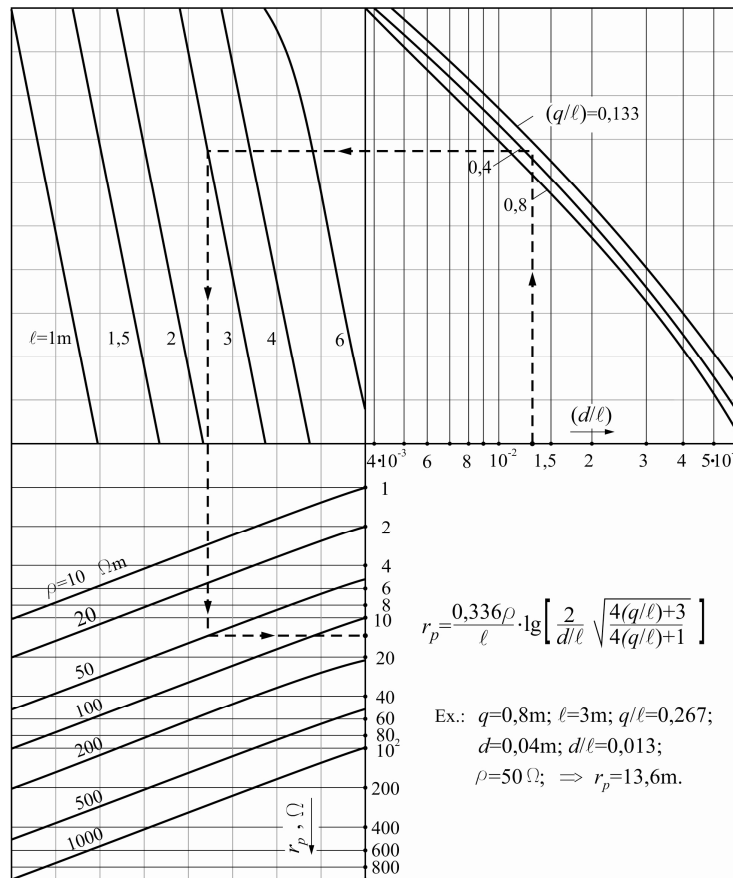 (q/ℓ)=0,133
0,4
0,8
ℓ=1m 1,5 2 3 4 6
(d/ℓ)
4·10⁻³ 6 8 10⁻² 1,5 2 3 4
1
2
4
6
8
10
20
40
60
80
10²
200
400
600
800
ρ=10 Ωm
20
50
100
200
500
1000
r_p , Ω
r_p = 0,336ρ/ℓ · lg[ 2/(d/ℓ) √((4(q/ℓ)+3)/(4(q/ℓ)+1)) ]
Ex.: q=0,8m; ℓ=3m; q/ℓ=0,267;
d=0,04m; d/ℓ=0,013;
ρ=50 Ω; ⇒ r_p=13,6m.